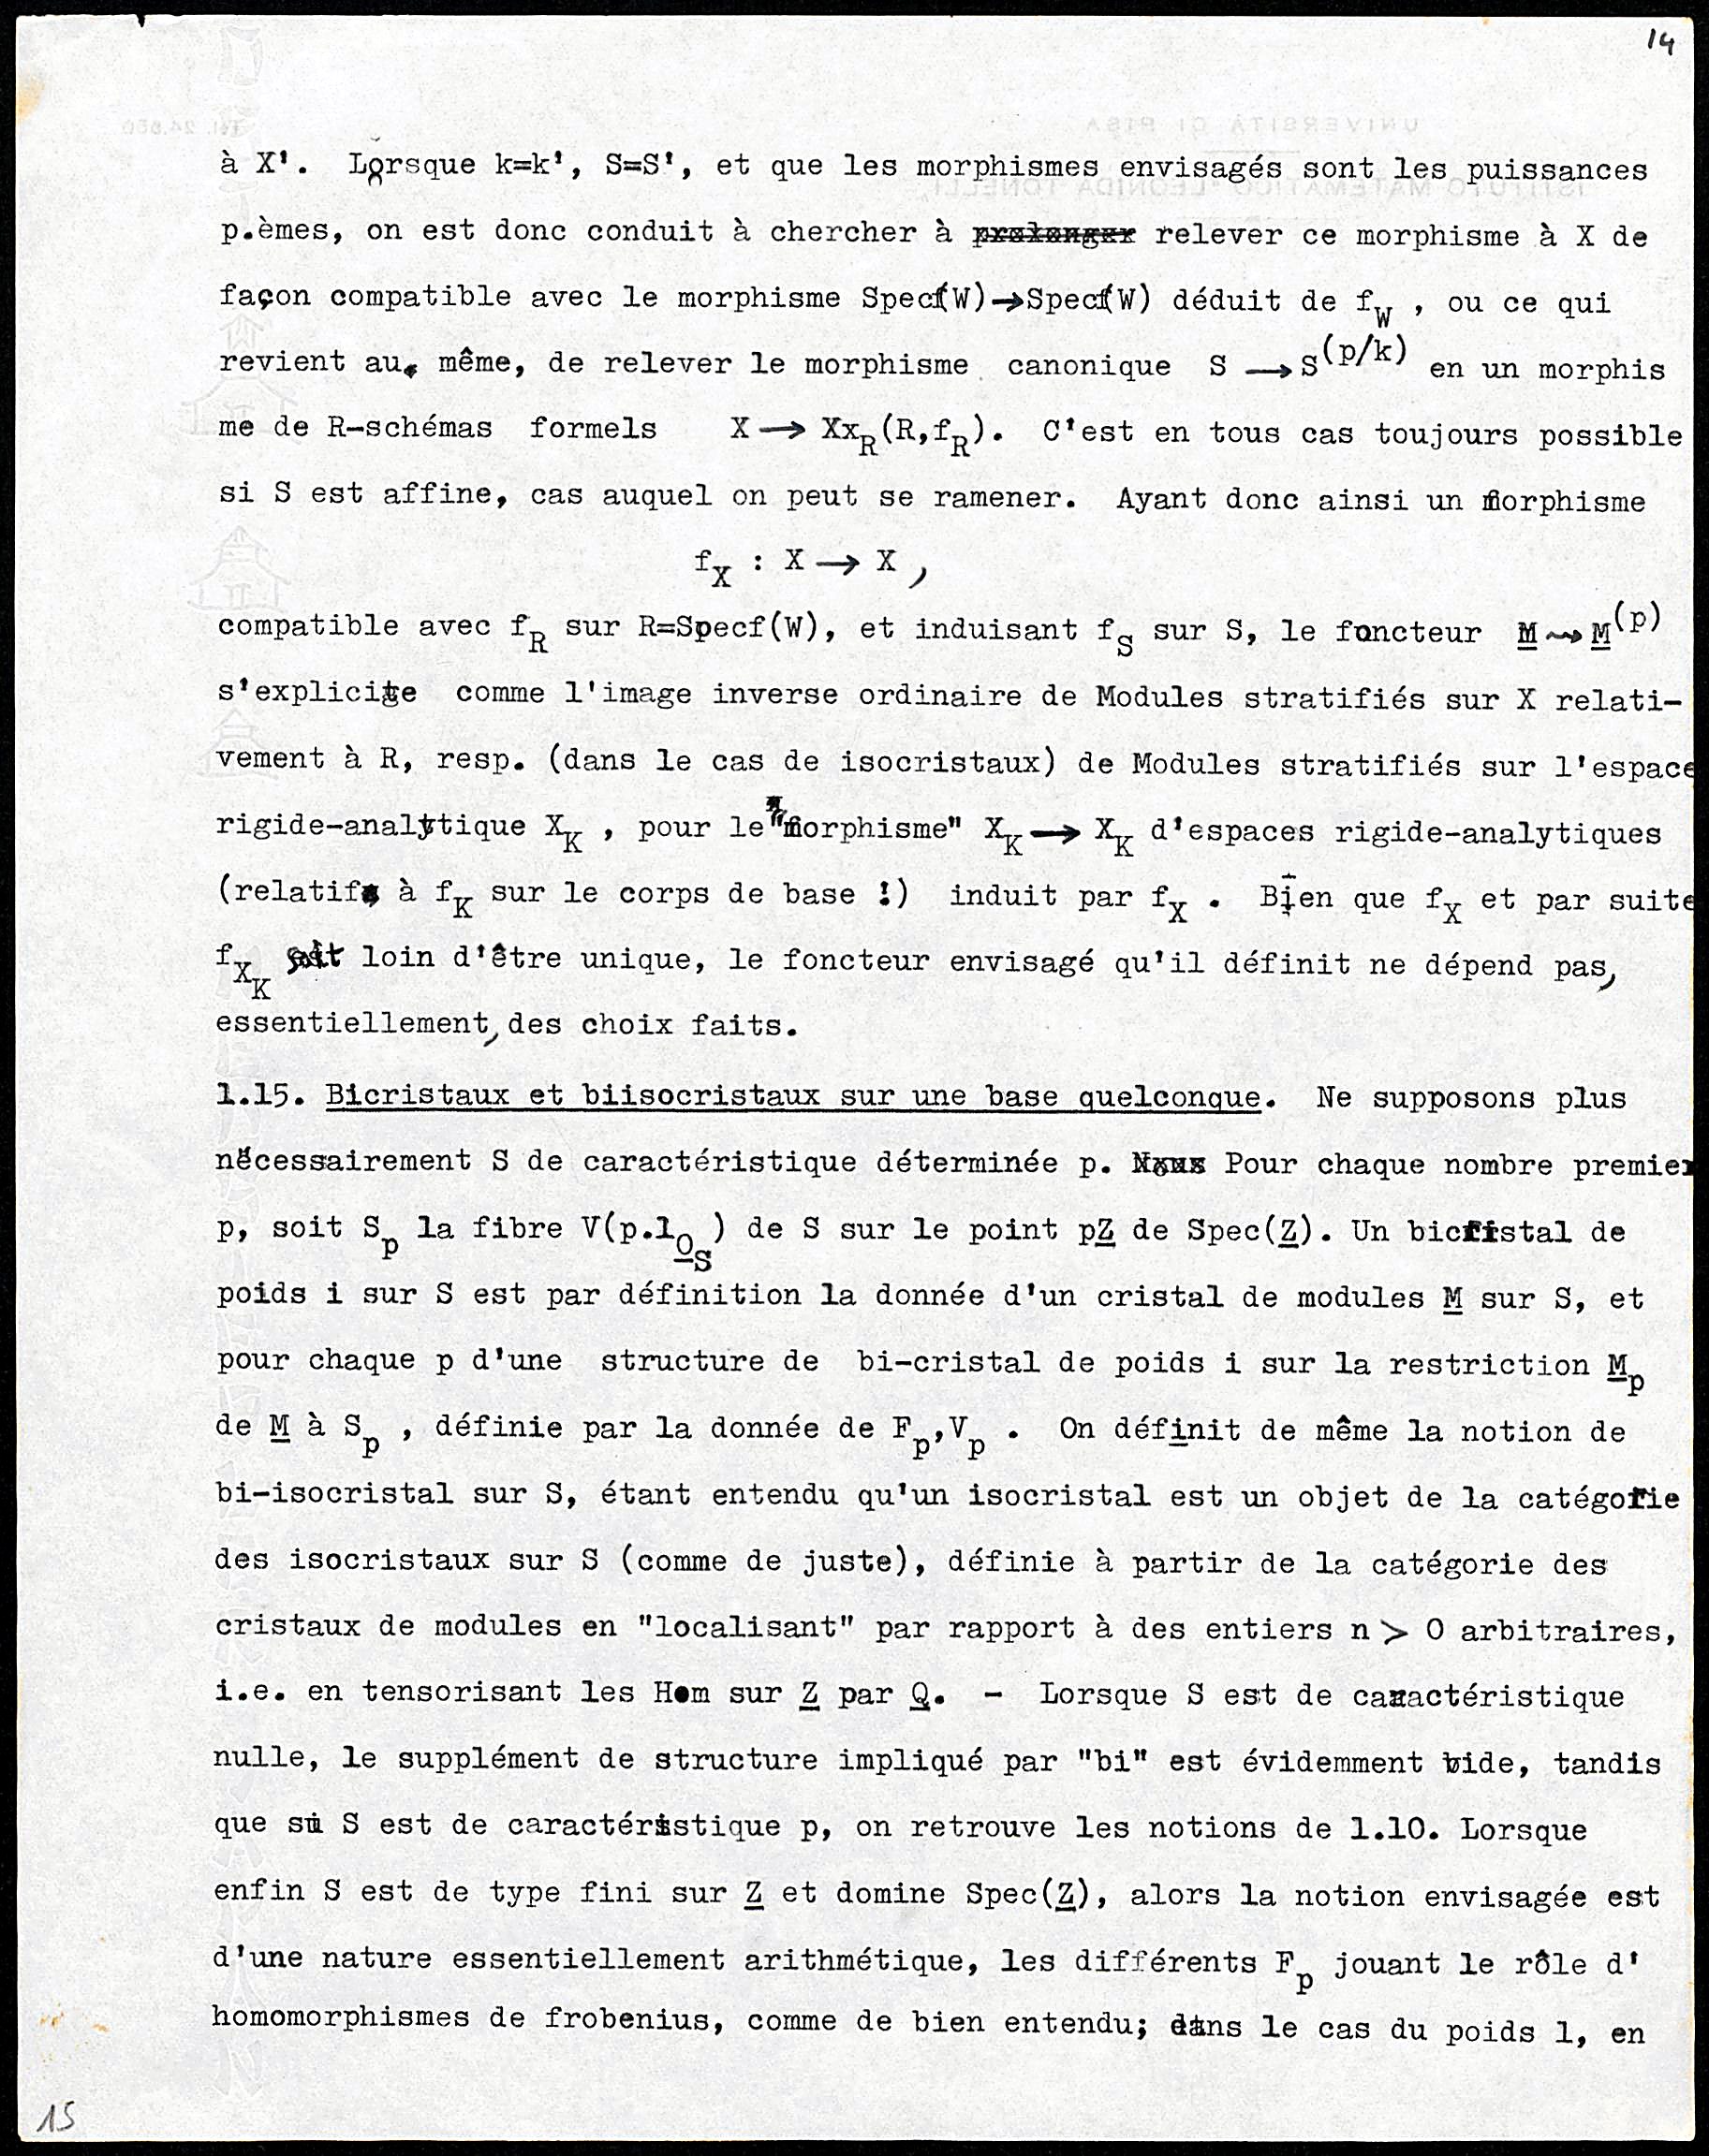 14
à X'. Lorsque k=k', S=S', et que les morphismes envisagés sont les puissances
p.èmes, on est donc conduit à chercher à ~~prolonger~~ relever ce morphisme à X de
façon compatible avec le morphisme Specf(W)→Specf(W) déduit de f_W , ou ce qui
revient au même, de relever le morphisme canonique S → S^(p/k) en un morphis
me de R-schémas formels X → Xx_R(R,f_R). C'est en tous cas toujours possible
si S est affine, cas auquel on peut se ramener. Ayant donc ainsi un morphisme
f_X : X → X ,
compatible avec f_R sur R=Specf(W), et induisant f_S sur S, le foncteur M ⇝ M^(p)
s'explicite comme l'image inverse ordinaire de Modules stratifiés sur X relati-
vement à R, resp. (dans le cas de isocristaux) de Modules stratifiés sur l'espace
rigide-analytique X_K , pour le "morphisme" X_K → X_K d'espaces rigide-analytiques
(relatif à f_K sur le corps de base !) induit par f_X . Bien que f_X et par suite
f_X_K soit loin d'être unique, le foncteur envisagé qu'il définit ne dépend pas,
essentiellement, des choix faits.
1.15. Bicristaux et biisocristaux sur une base quelconque. Ne supposons plus
nécessairement S de caractéristique déterminée p. ~~Nous~~ Pour chaque nombre premier
p, soit S_p la fibre V(p.1_O_S) de S sur le point pZ de Spec(Z). Un bicristal de
poids i sur S est par définition la donnée d'un cristal de modules M sur S, et
pour chaque p d'une structure de bi-cristal de poids i sur la restriction M_p
de M à S_p , définie par la donnée de F_p,V_p . On définit de même la notion de
bi-isocristal sur S, étant entendu qu'un isocristal est un objet de la catégorie
des isocristaux sur S (comme de juste), définie à partir de la catégorie des
cristaux de modules en "localisant" par rapport à des entiers n > 0 arbitraires,
i.e. en tensorisant les Hom sur Z par Q. - Lorsque S est de caractéristique
nulle, le supplément de structure impliqué par "bi" est évidemment vide, tandis
que si S est de caractéristique p, on retrouve les notions de 1.10. Lorsque
enfin S est de type fini sur Z et domine Spec(Z), alors la notion envisagée est
d'une nature essentiellement arithmétique, les différents F_p jouant le rôle d'
homomorphismes de frobenius, comme de bien entendu; dans le cas du poids 1, en
15